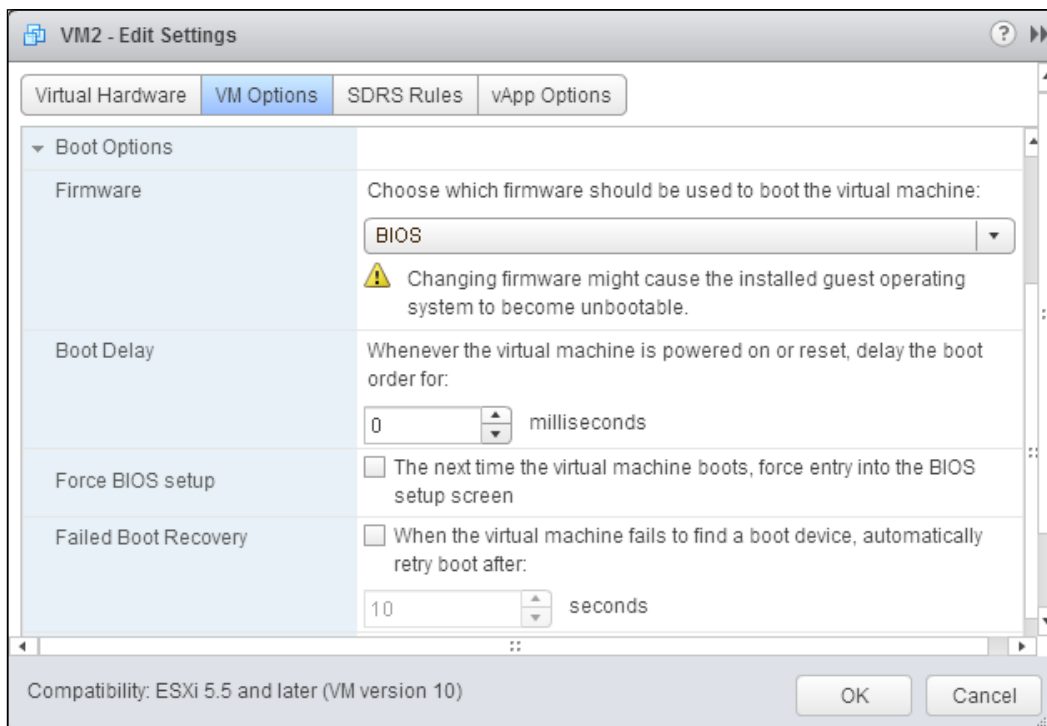 VM2 - Edit Settings
?
Virtual Hardware VM Options SDRS Rules vApp Options
Boot Options
Firmware
Choose which firmware should be used to boot the virtual machine:
BIOS
Changing firmware might cause the installed guest operating
system to become unbootable.
Boot Delay
Whenever the virtual machine is powered on or reset, delay the boot
order for:
0 milliseconds
Force BIOS setup
The next time the virtual machine boots, force entry into the BIOS
setup screen
Failed Boot Recovery
When the virtual machine fails to find a boot device, automatically
retry boot after:
10 seconds
Compatibility: ESXi 5.5 and later (VM version 10)
OK Cancel